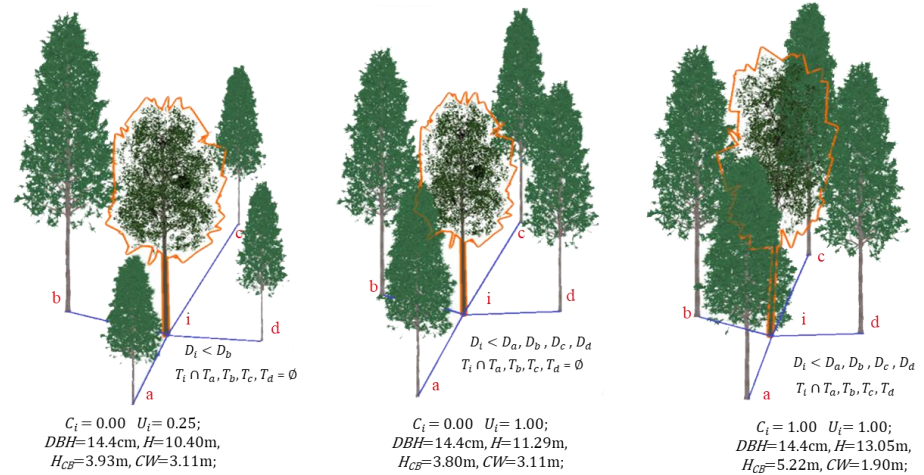 b
c
a
i
d
D_i < D_b
T_i ∩ T_a, T_b, T_c, T_d = ∅
C_i = 0.00 U_i = 0.25;
DBH=14.4cm, H=10.40m,
H_CB=3.93m, CW=3.11m;
b
c
a
i
d
D_i < D_a, D_b , D_c , D_d
T_i ∩ T_a, T_b, T_c, T_d = ∅
C_i = 0.00 U_i = 1.00;
DBH=14.4cm, H=11.29m,
H_CB=3.80m, CW=3.11m;
b
c
a
i
d
D_i < D_a, D_b , D_c , D_d
T_i ∩ T_a, T_b, T_c, T_d
C_i = 1.00 U_i = 1.00;
DBH=14.4cm, H=13.05m,
H_CB=5.22m, CW=1.90m;